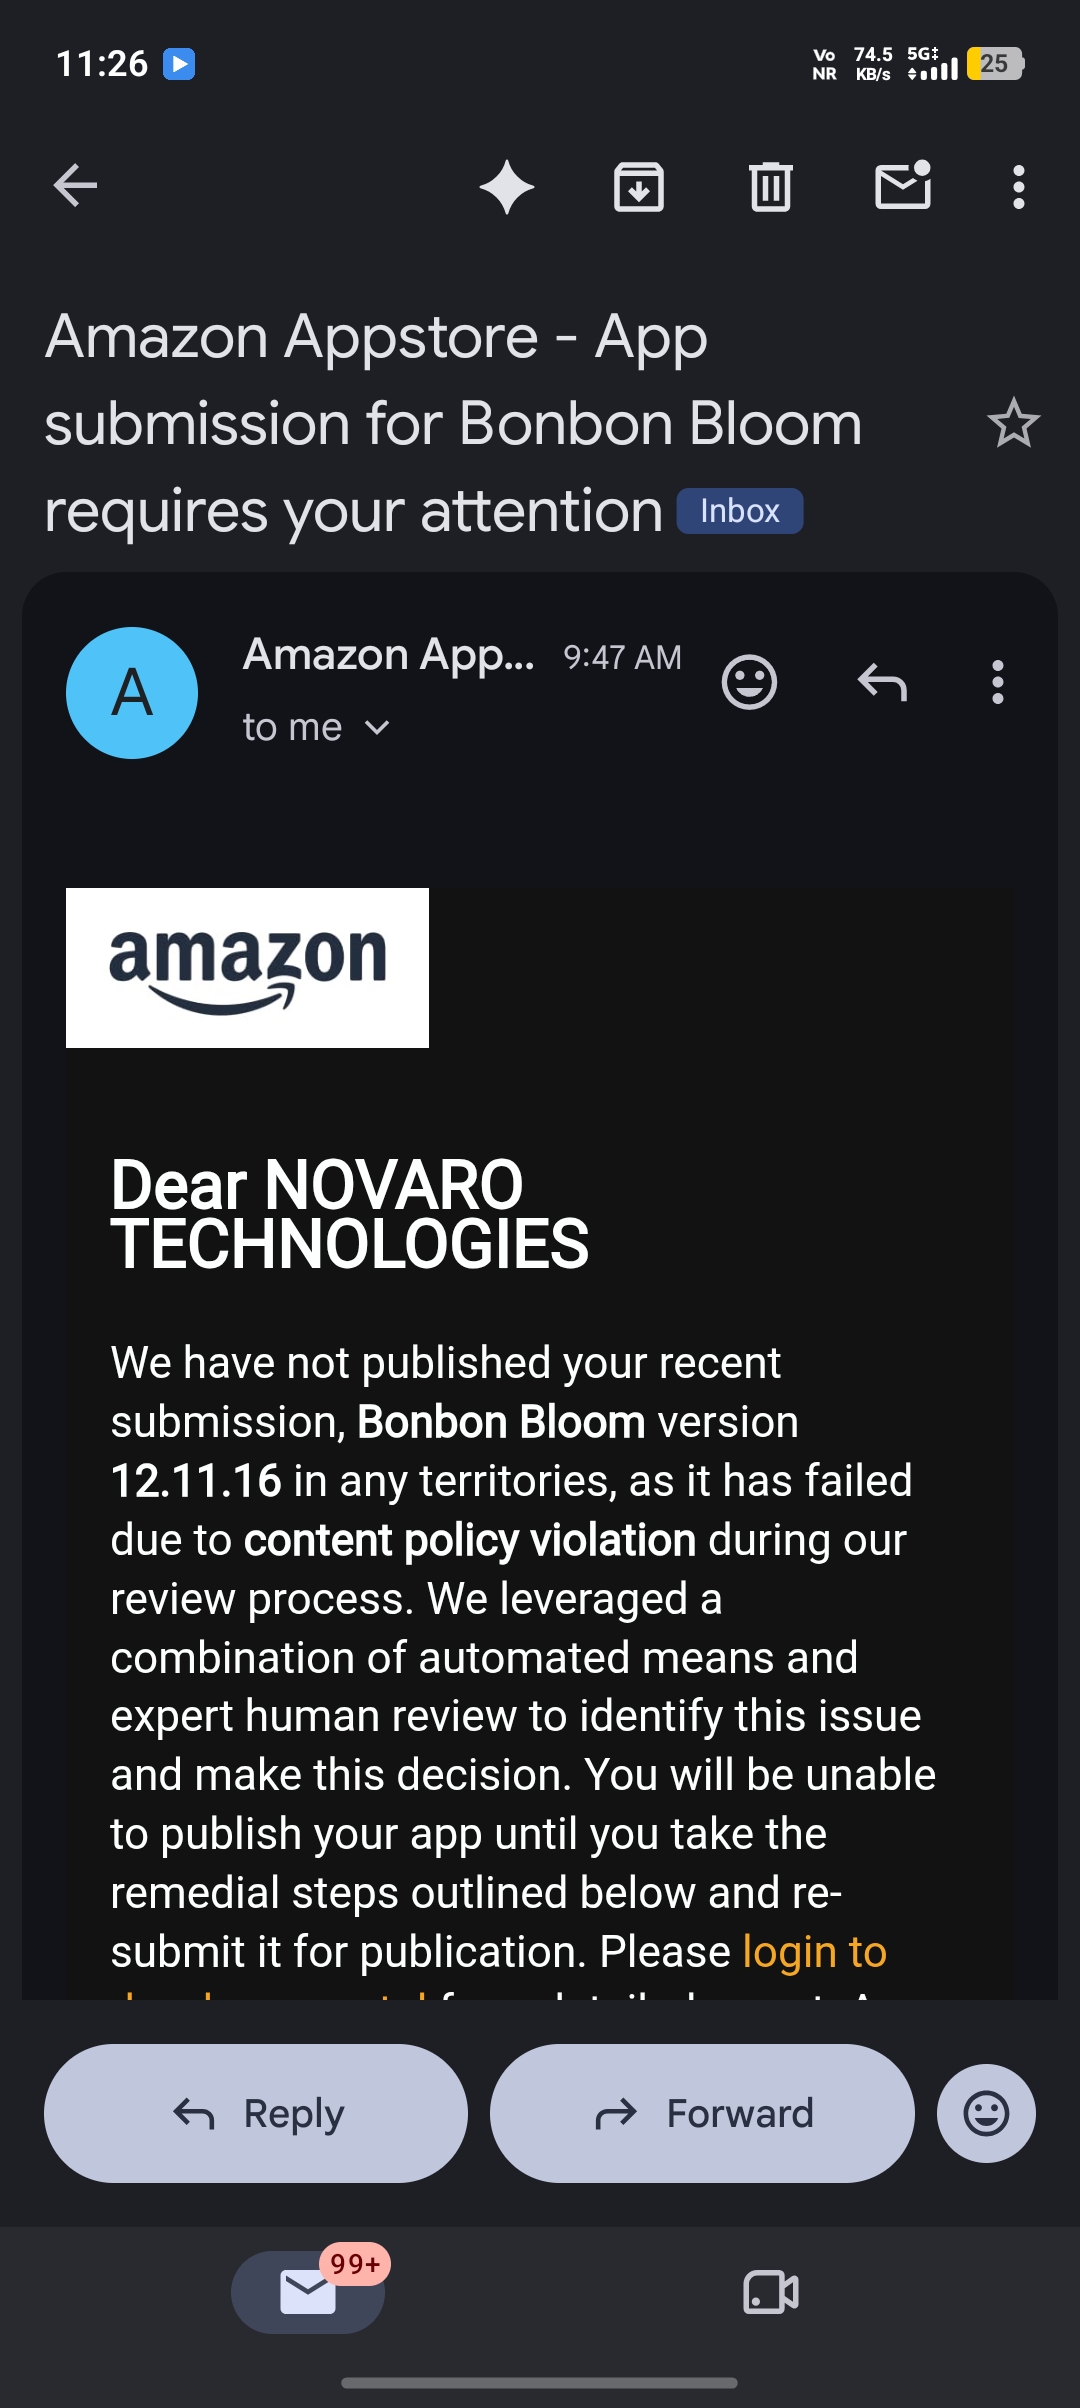 11:26
Vo NR 74.5 KB/s 5G 25
Amazon Appstore - App
submission for Bonbon Bloom
requires your attention Inbox
A
Amazon App... 9:47 AM
to me
amazon
Dear NOVARO
TECHNOLOGIES
We have not published your recent
submission, Bonbon Bloom version
12.11.16 in any territories, as it has failed
due to content policy violation during our
review process. We leveraged a
combination of automated means and
expert human review to identify this issue
and make this decision. You will be unable
to publish your app until you take the
remedial steps outlined below and re-
submit it for publication. Please login to
Reply
Forward
99+